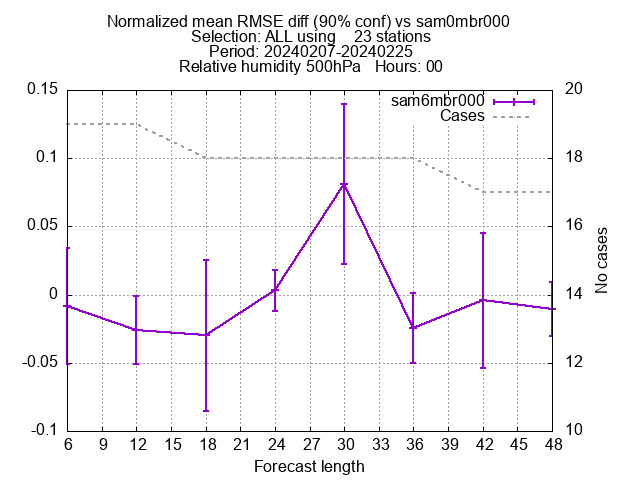 Normalized mean RMSE diff (90% conf) vs sam0mbr000
Selection: ALL using    23 stations
Period: 20240207-20240225
Relative humidity 500hPa   Hours: 00
0.15
0.1
0.05
0
-0.05
-0.1
20
18
16
14
12
10
No cases
sam6mbr000
Cases
6 9 12 15 18 21 24 27 30 33 36 39 42 45 48
Forecast length